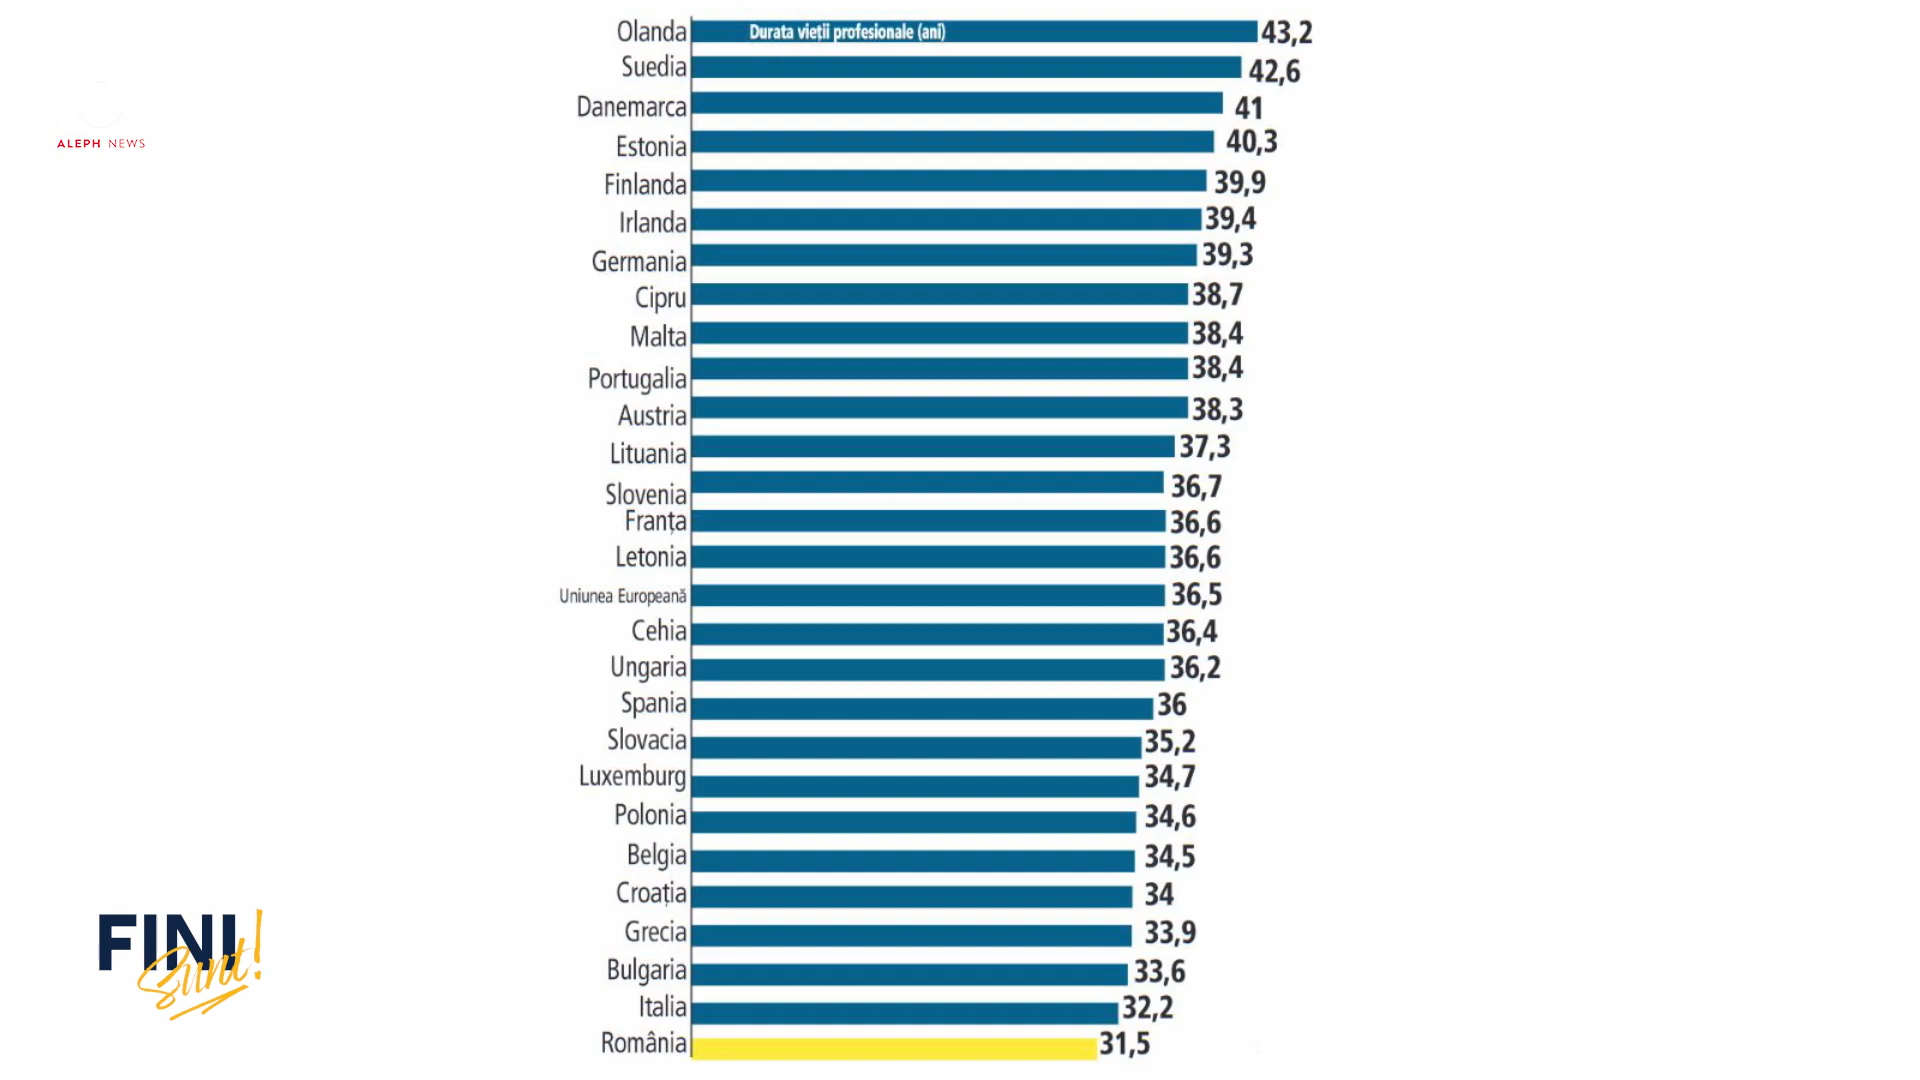 Olanda Durata vieții profesionale (ani) 43,2
Suedia 42,6
Danemarca 41
ALEPH NEWS
Estonia 40,3
Finlanda 39,9
Irlanda 39,4
Germania 39,3
Cipru 38,7
Malta 38,4
Portugalia 38,4
Austria 38,3
Lituania 37,3
Slovenia 36,7
Franța 36,6
Letonia 36,6
Uniunea Europeană 36,5
Cehia 36,4
Ungaria 36,2
Spania 36
Slovacia 35,2
Luxemburg 34,7
Polonia 34,6
Belgia 34,5
Croația 34
Grecia 33,9
Bulgaria 33,6
Italia 32,2
România 31,5
FINI
Sunt!